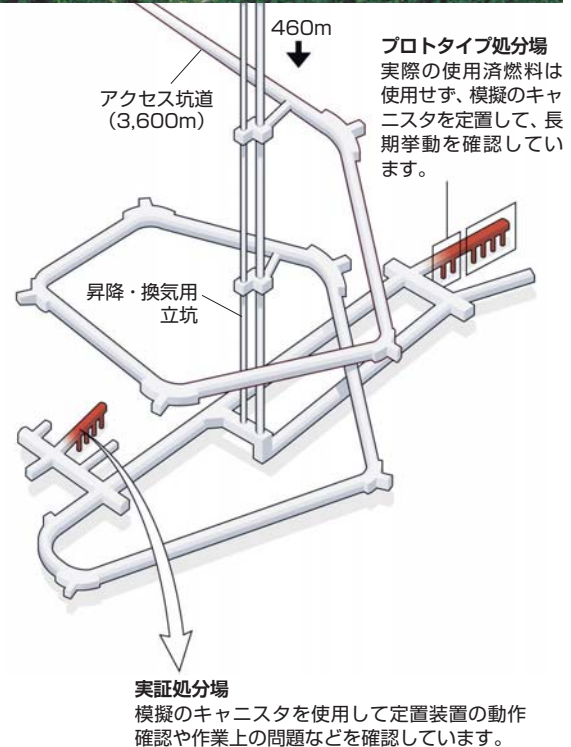 460m
プロトタイプ処分場
実際の使用済燃料は
使用せず、模擬のキャ
ニスタを定置して、長
期挙動を確認してい
ます。
アクセス坑道
（3,600m）
昇降・換気用
立坑
実証処分場
模擬のキャニスタを使用して定置装置の動作
確認や作業上の問題などを確認しています。